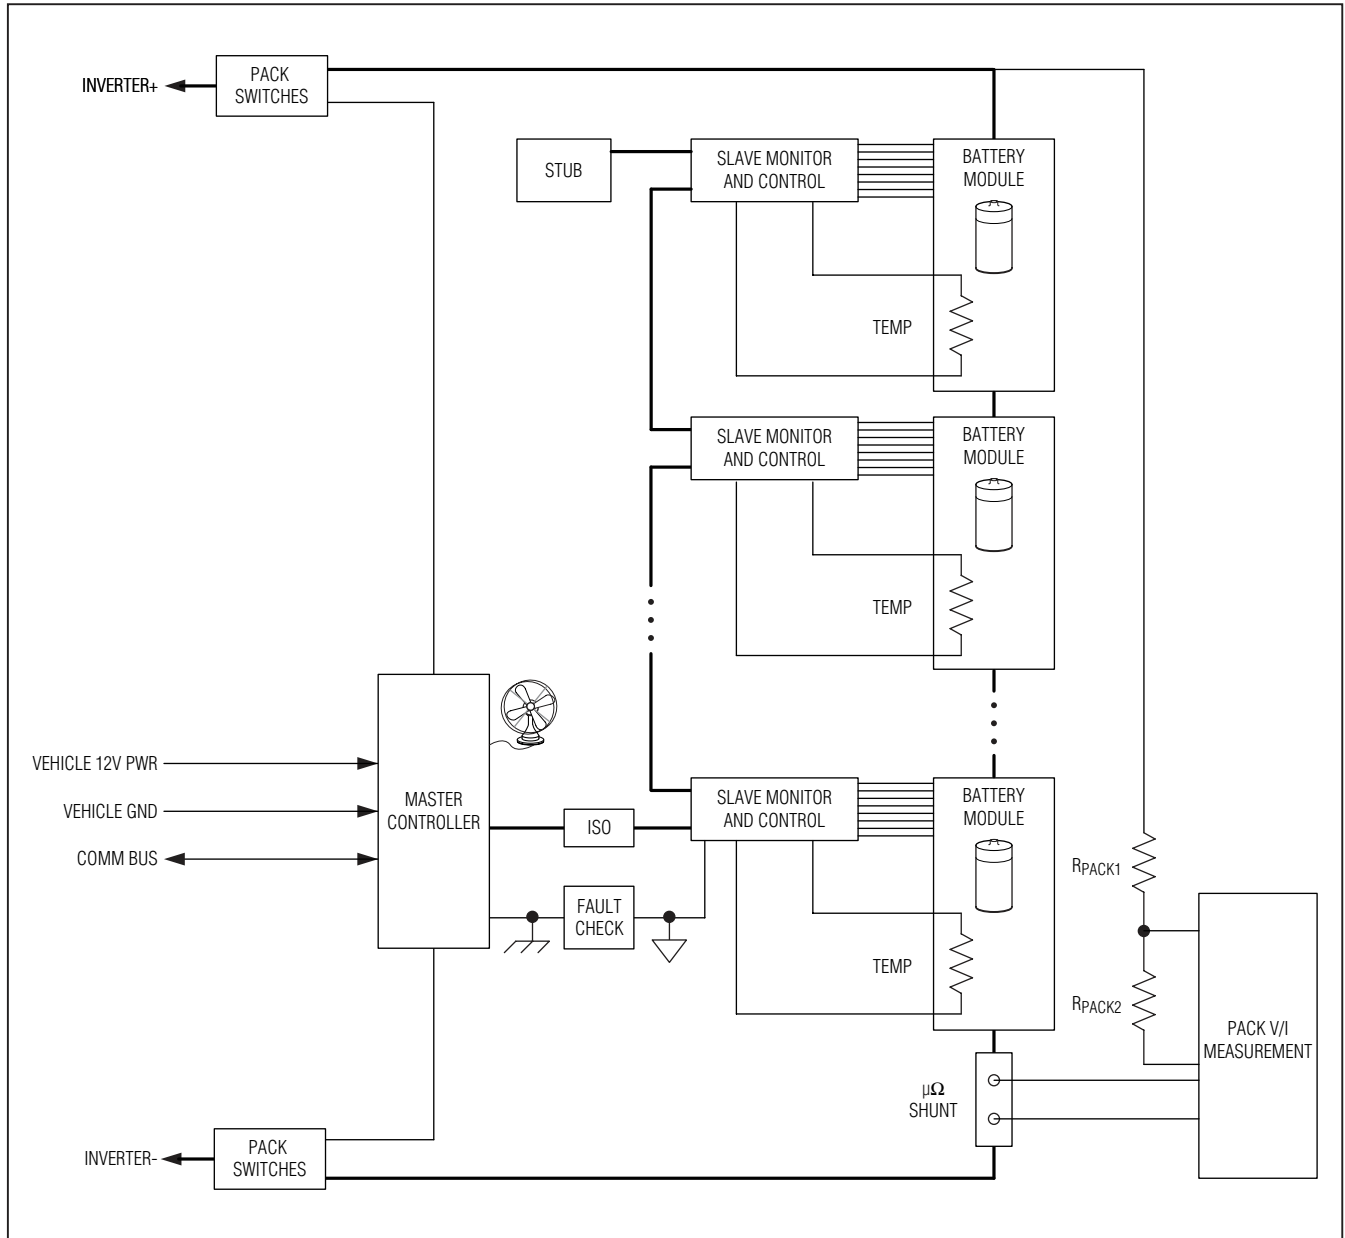 INVERTER+
PACK
SWITCHES
STUB
SLAVE MONITOR
AND CONTROL
BATTERY
MODULE
TEMP
SLAVE MONITOR
AND CONTROL
BATTERY
MODULE
TEMP
VEHICLE 12V PWR
VEHICLE GND
COMM BUS
MASTER
CONTROLLER
ISO
FAULT
CHECK
SLAVE MONITOR
AND CONTROL
BATTERY
MODULE
TEMP
RPACK1
RPACK2
PACK V/I
MEASUREMENT
µΩ
SHUNT
INVERTER-
PACK
SWITCHES